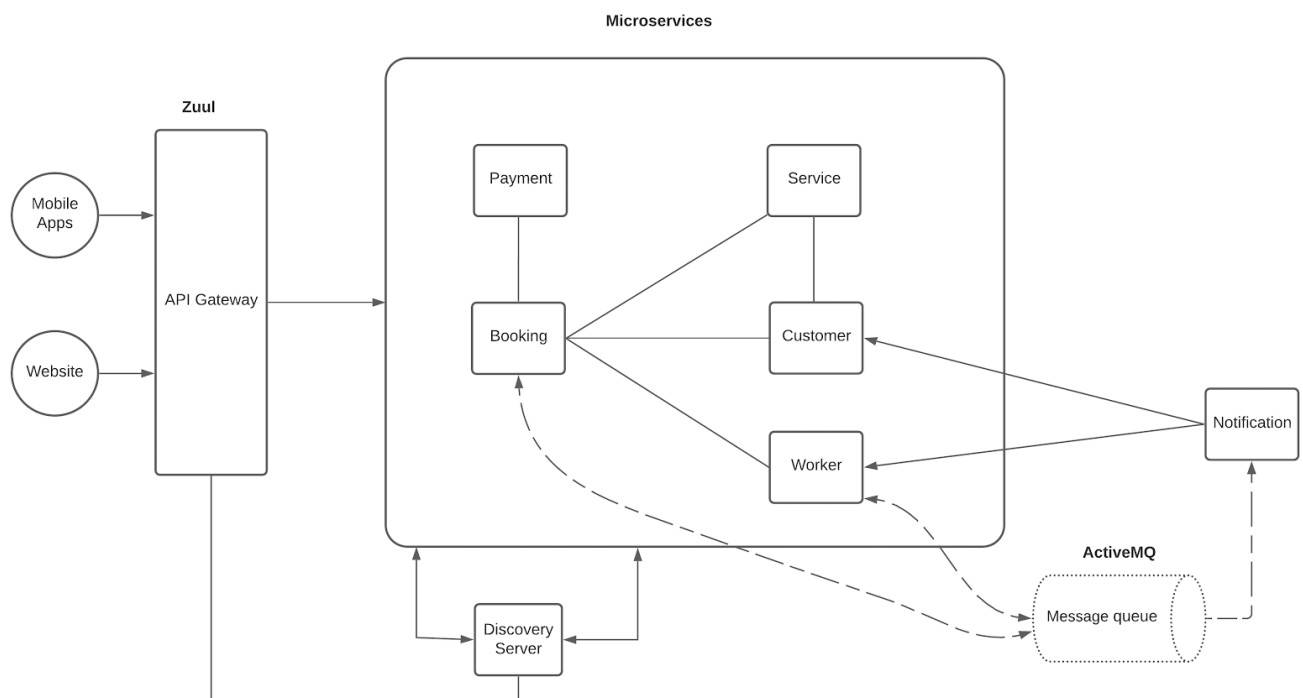 Microservices
Zuul
Mobile
Apps
Website
API Gateway
Payment
Service
Booking
Customer
Worker
Notification
ActiveMQ
Message queue
Discovery
Server